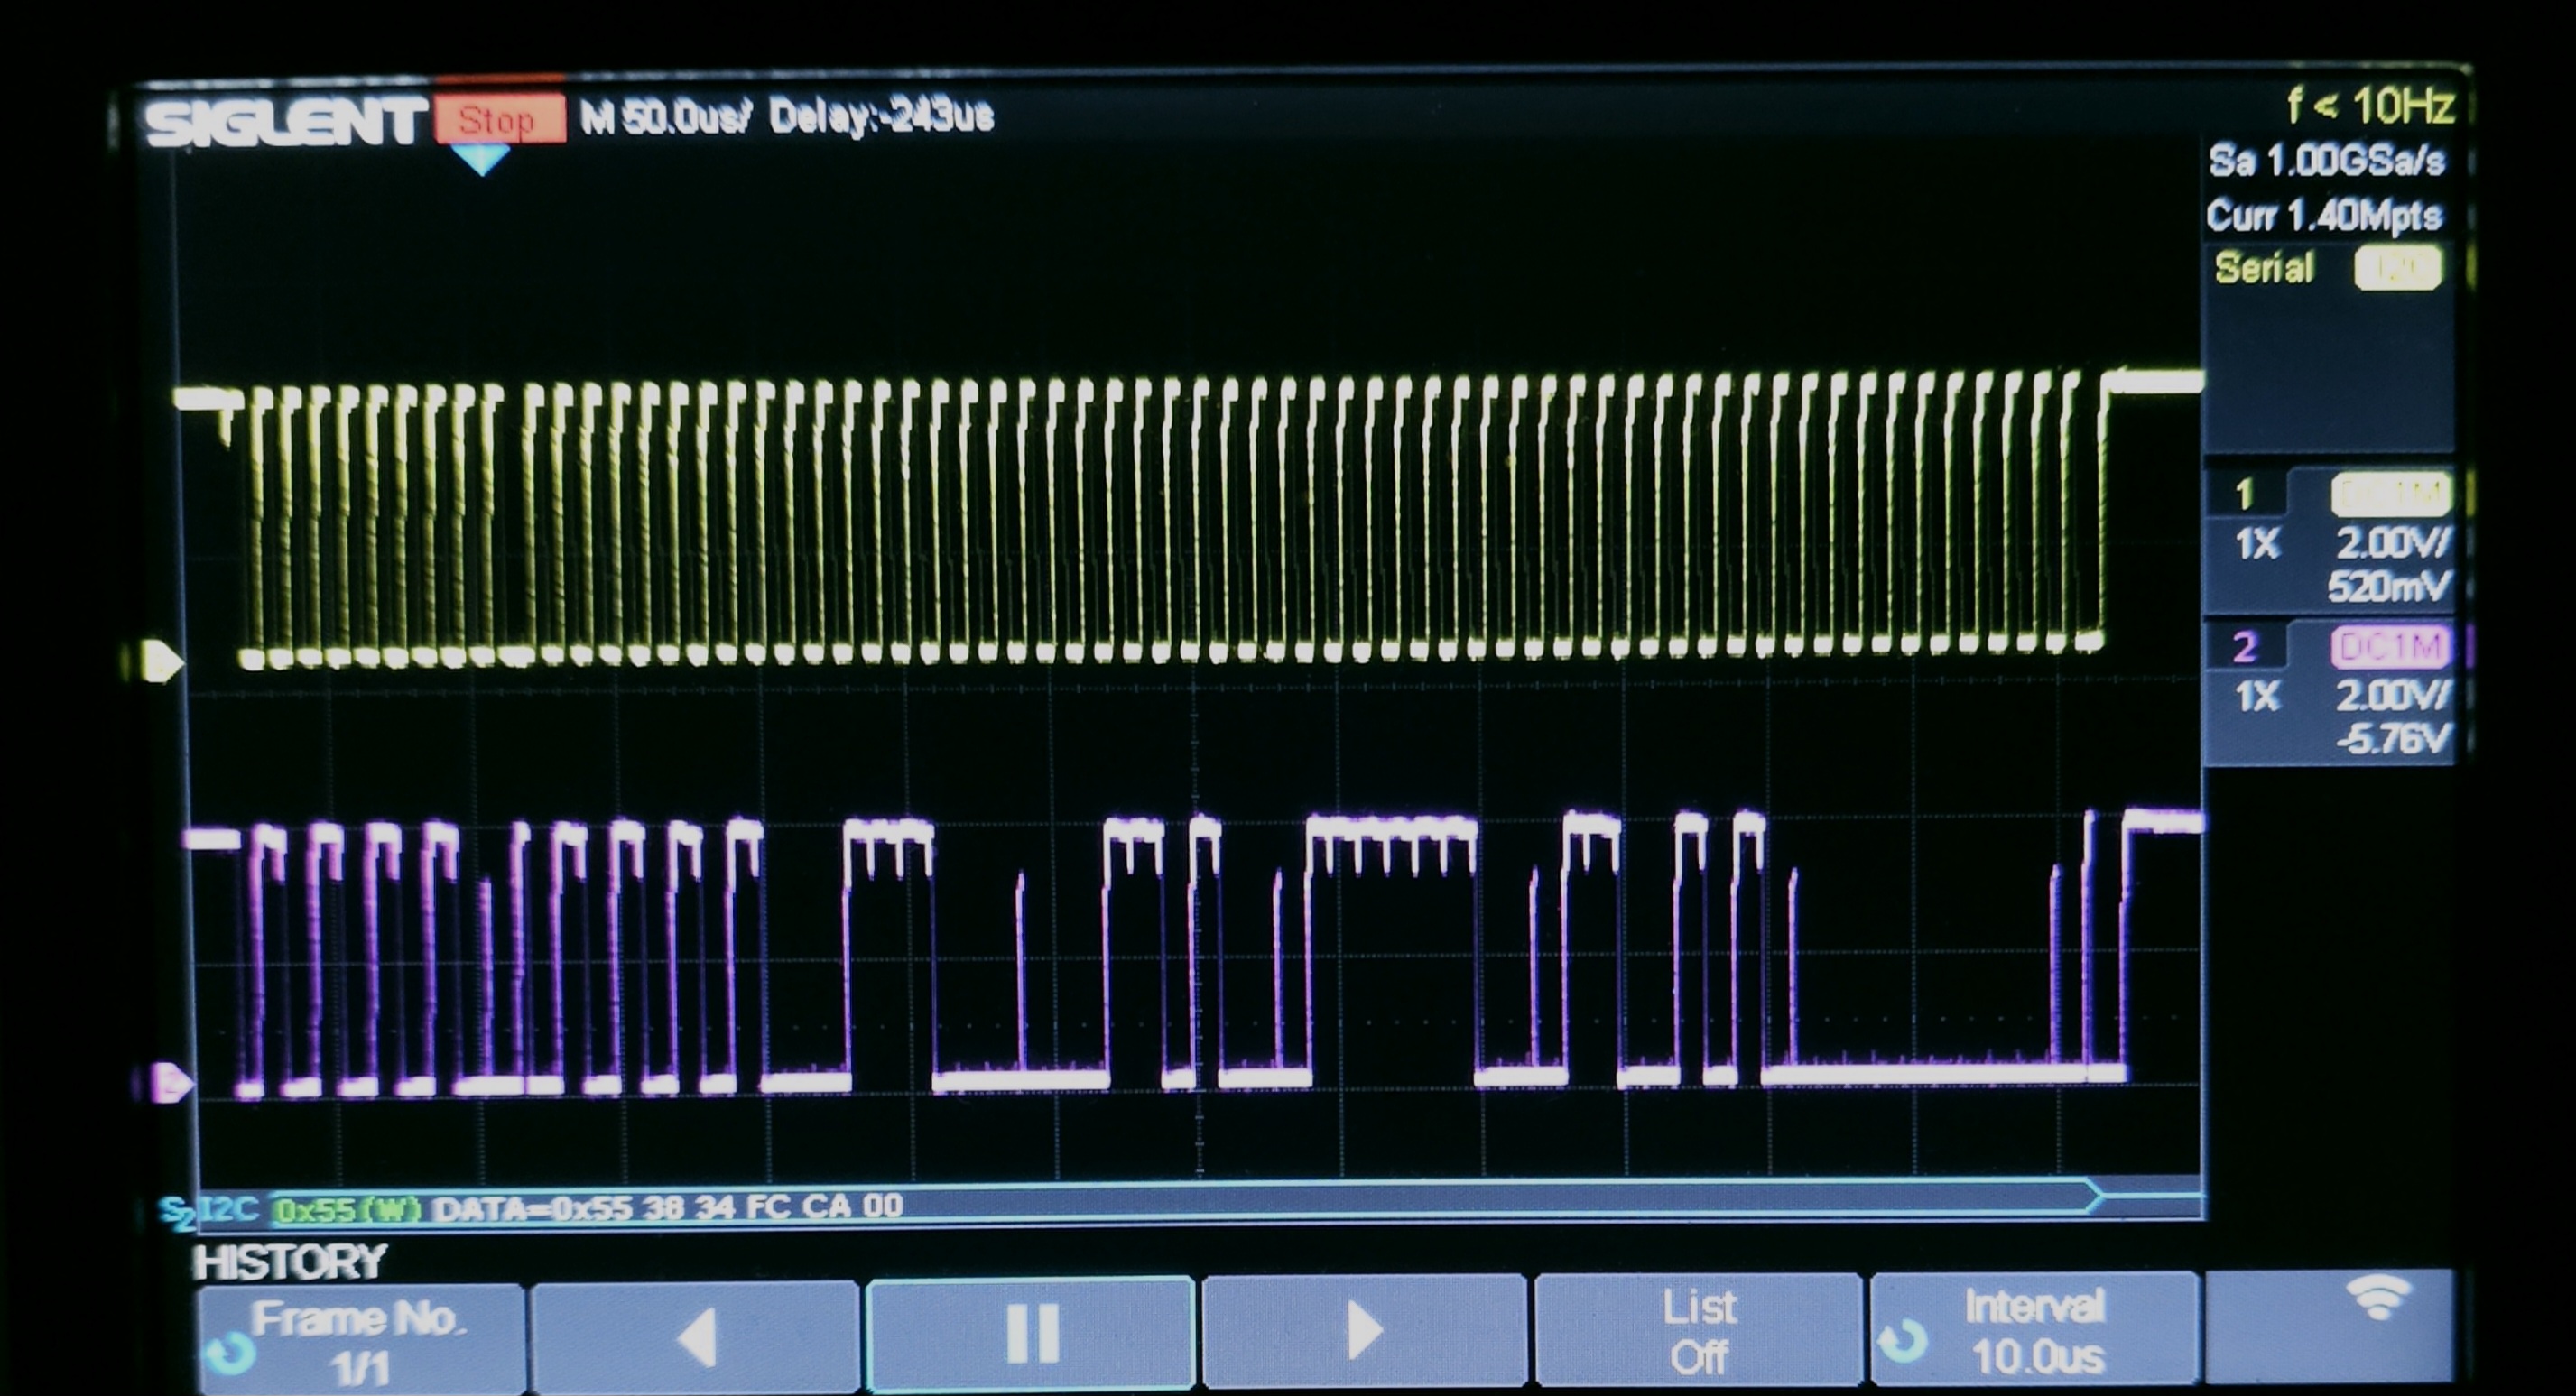 SIGLENT Stop M 50.0us/ Delay:-243us
f < 10Hz
Sa 1.00GSa/s
Curr 1.40Mpts
Serial
1 DC1M
1X 2.00V/
520mV
2 DC1M
1X 2.00V/
-5.76V
S2 I2C 0x55(W) DATA=0x55 38 34 FC CA 00
HISTORY
Frame No.
1/1
List
Off
Interval
10.0us